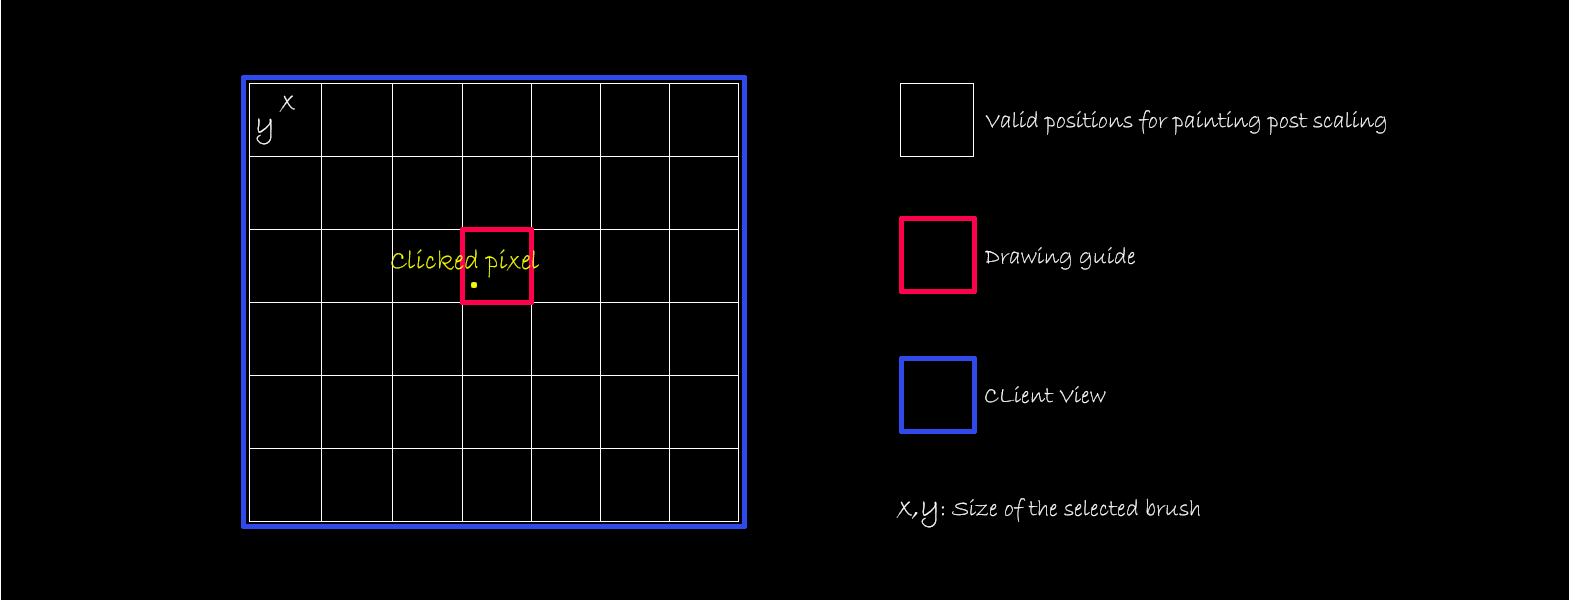 x
y
Clicked pixel
Valid positions for painting post scaling
Drawing guide
CLient View
X,Y: Size of the selected brush